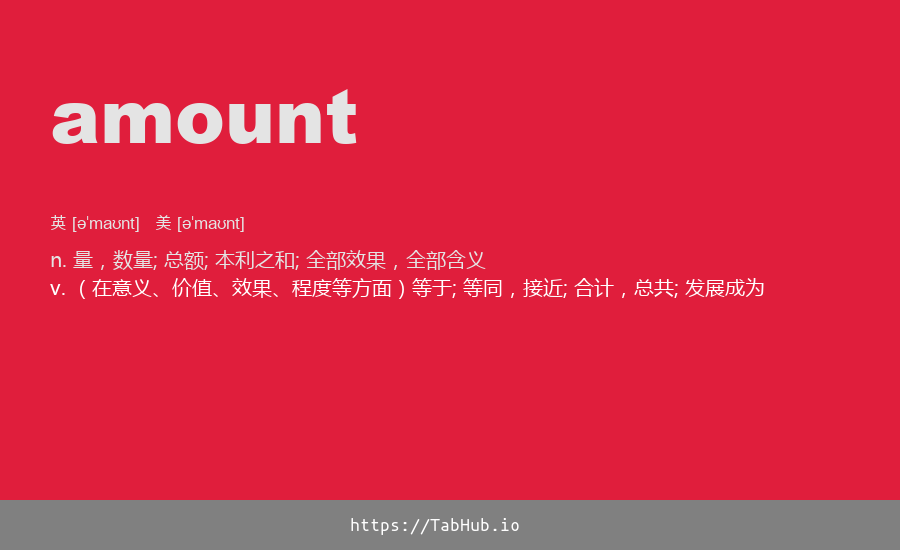 amount
英 [ə'maʊnt] 美 [ə'maʊnt]
n. 量，数量; 总额; 本利之和; 全部效果，全部含义
v. （在意义、价值、效果、程度等方面）等于; 等同，接近; 合计，总共; 发展成为
https://TabHub.io